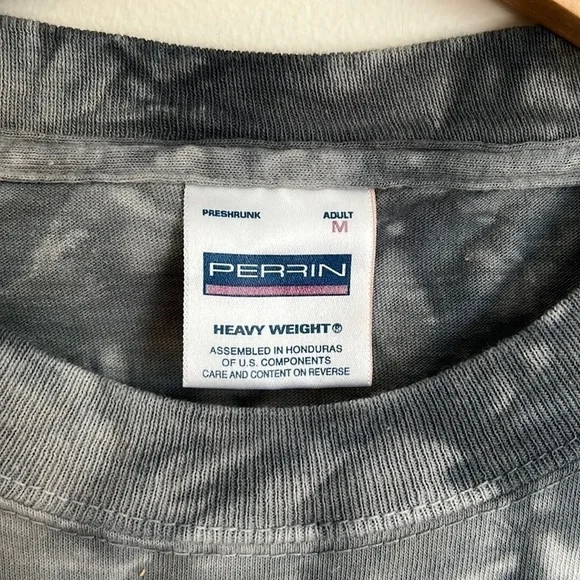 PRESHRUNK ADULT
M
PERRIN
HEAVY WEIGHT®
ASSEMBLED IN HONDURAS
OF U.S. COMPONENTS
CARE AND CONTENT ON REVERSE